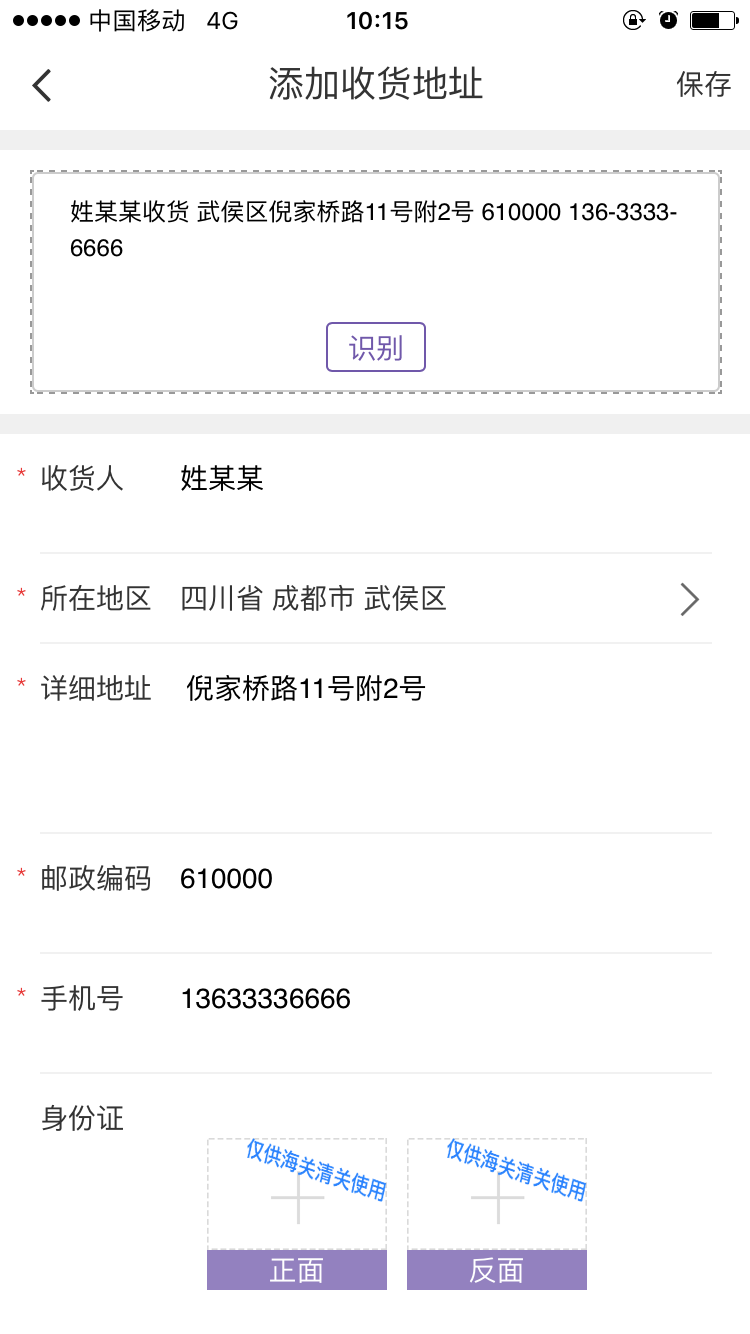 中国移动 4G 10:15
添加收货地址 保存
姓某某收货 武侯区倪家桥路11号附2号 610000 136-3333-
6666
识别
* 收货人 姓某某
* 所在地区 四川省 成都市 武侯区
* 详细地址 倪家桥路11号附2号
* 邮政编码 610000
* 手机号 13633336666
身份证
仅供海关清关使用 仅供海关清关使用
正面 反面